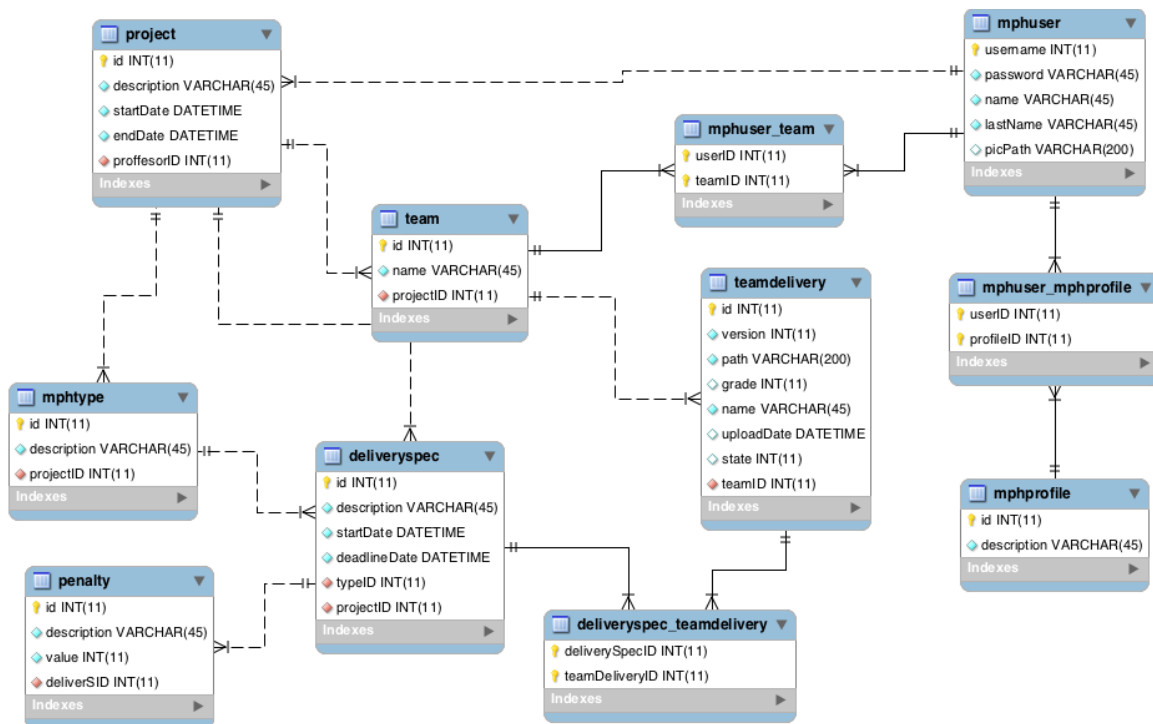 project
id INT(11)
description VARCHAR(45)
startDate DATETIME
endDate DATETIME
proffesorID INT(11)
Indexes
mphuser
username INT(11)
password VARCHAR(45)
name VARCHAR(45)
lastName VARCHAR(45)
picPath VARCHAR(200)
Indexes
mphuser_team
userID INT(11)
teamID INT(11)
Indexes
team
id INT(11)
name VARCHAR(45)
projectID INT(11)
Indexes
teamdelivery
id INT(11)
version INT(11)
path VARCHAR(200)
grade INT(11)
name VARCHAR(45)
uploadDate DATETIME
state INT(11)
teamID INT(11)
Indexes
mphuser_mphprofile
userID INT(11)
profileID INT(11)
Indexes
mphtype
id INT(11)
description VARCHAR(45)
projectID INT(11)
Indexes
deliveryspec
id INT(11)
description VARCHAR(45)
startDate DATETIME
deadlineDate DATETIME
typeID INT(11)
projectID INT(11)
Indexes
mphprofile
id INT(11)
description VARCHAR(45)
Indexes
penalty
id INT(11)
description VARCHAR(45)
value INT(11)
deliverSID INT(11)
Indexes
deliveryspec_teamdelivery
deliverySpecID INT(11)
teamDeliveryID INT(11)
Indexes